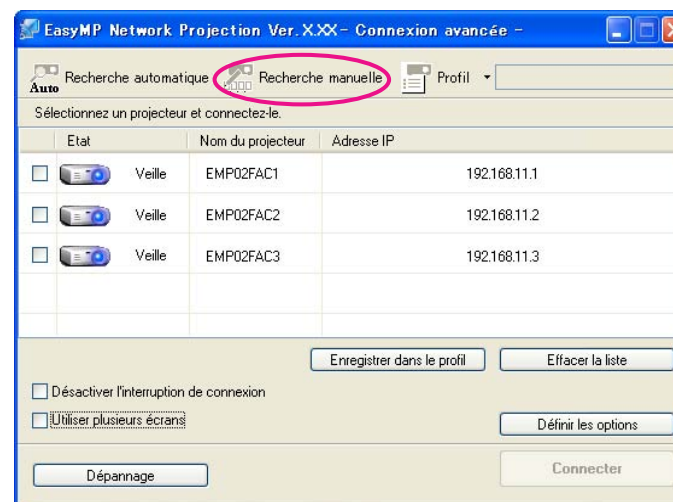 EasyMP Network Projection Ver. X.XX - Connexion avancée -
Auto Recherche automatique Recherche manuelle Profil
Sélectionnez un projecteur et connectez-le.
Etat Nom du projecteur Adresse IP
Veille EMP02FAC1 192.168.11.1
Veille EMP02FAC2 192.168.11.2
Veille EMP02FAC3 192.168.11.3
Enregistrer dans le profil Effacer la liste
Désactiver l'interruption de connexion
Utiliser plusieurs écrans Définir les options
Dépannage Connecter